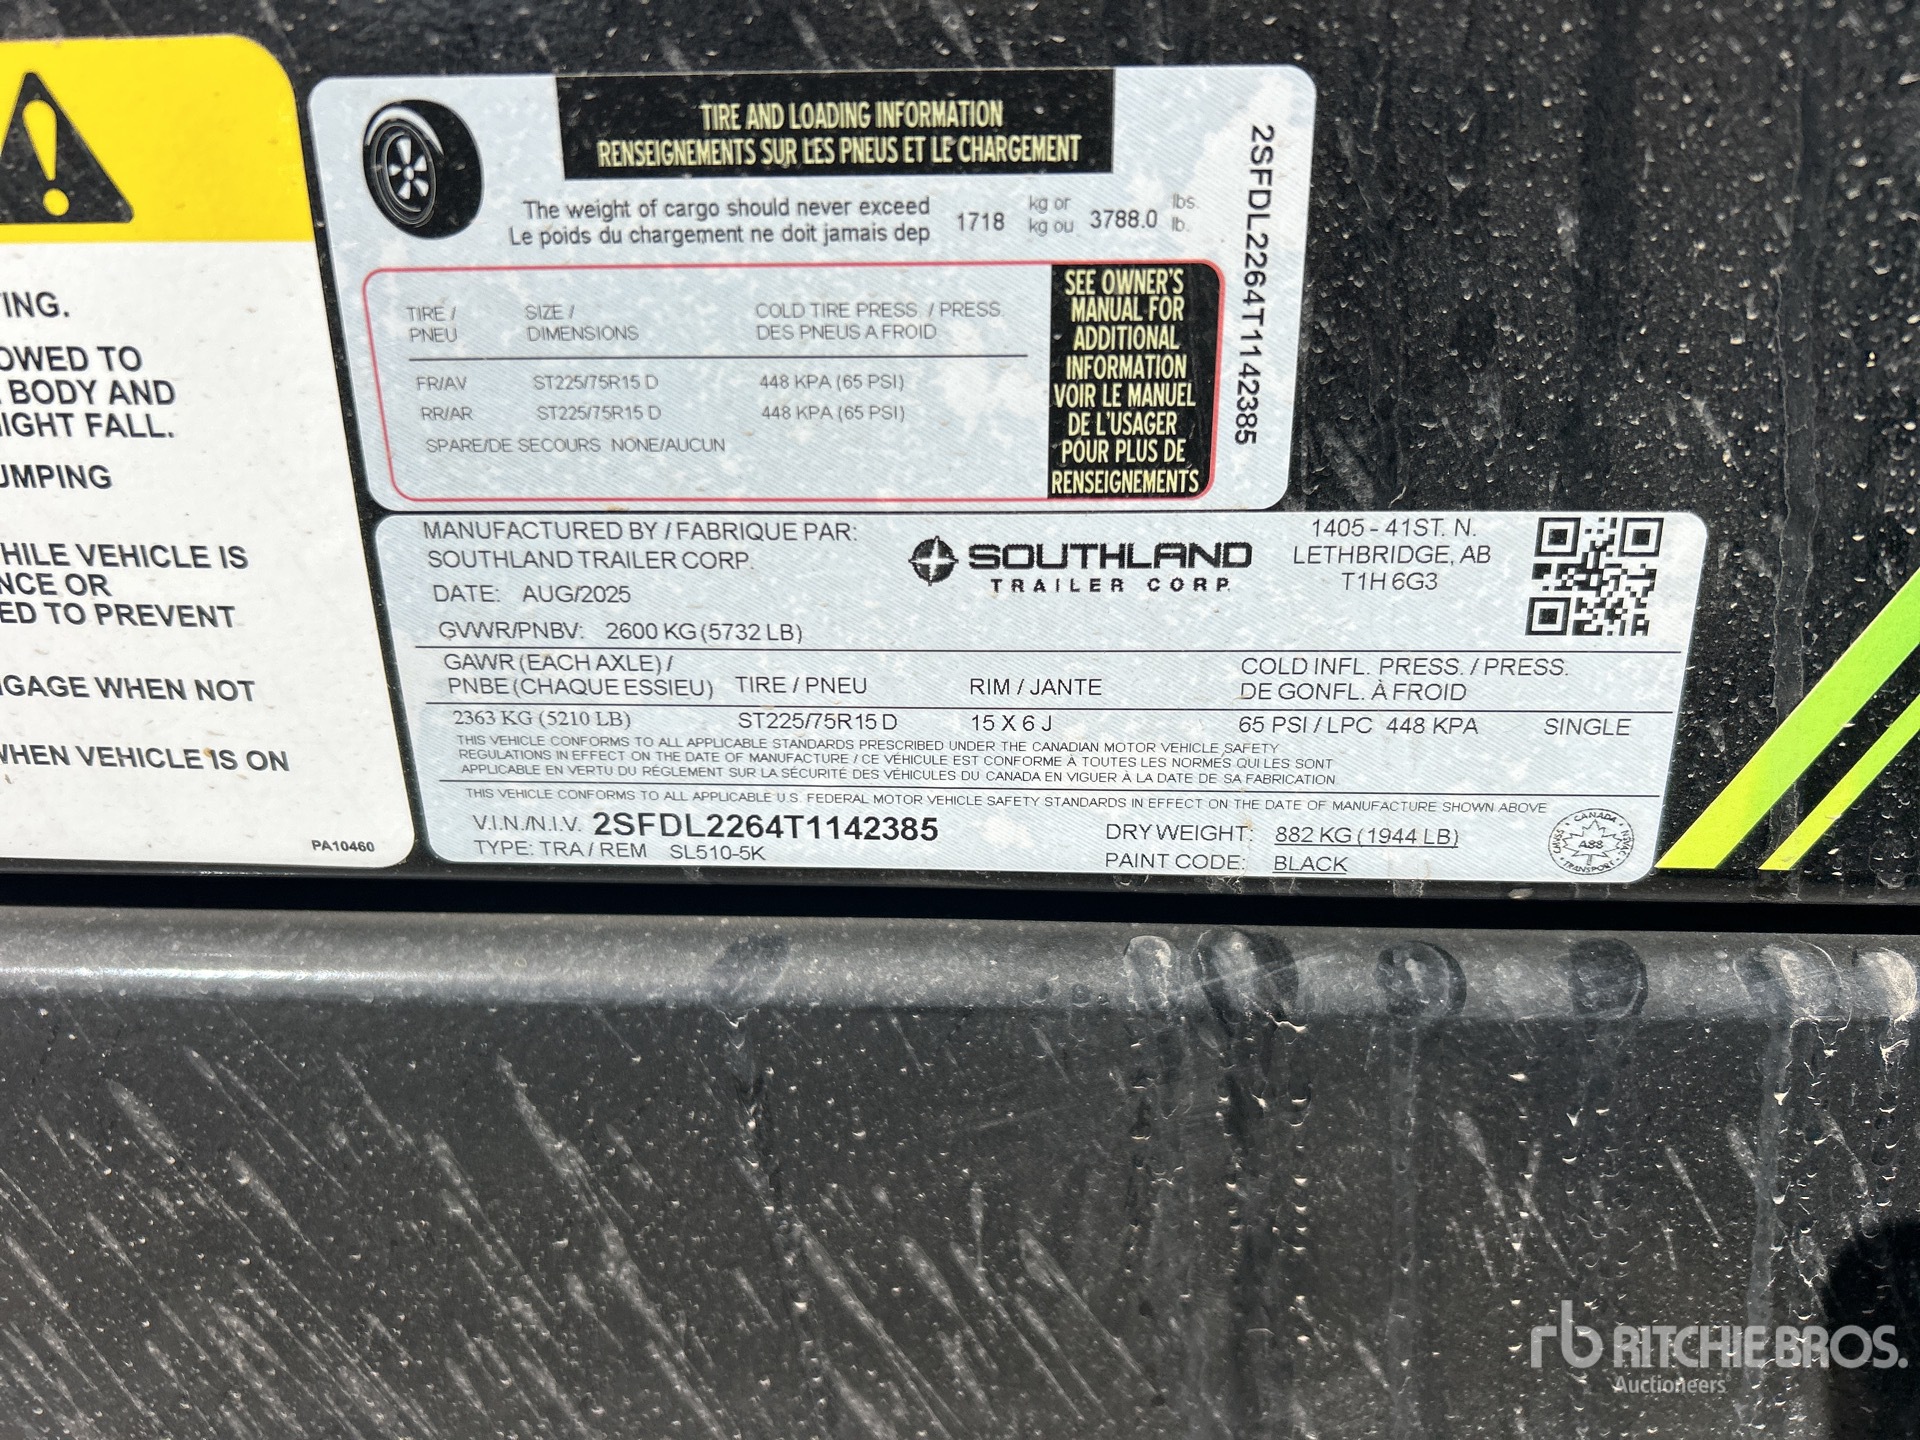 TIRE AND LOADING INFORMATION
RENSEIGNEMENTS SUR LES PNEUS ET LE CHARGEMENT
The weight of cargo should never exceed
Le poids du chargement ne doit jamais dep
1718 kg or kg ou 3788.0 lbs. lb.
TIRE / PNEU SIZE / DIMENSIONS COLD TIRE PRESS. / PRESS. DES PNEUS A FROID
FR/AV ST225/75R15 D 448 KPA (65 PSI)
RR/AR ST225/75R15 D 448 KPA (65 PSI)
SPARE/DE SECOURS NONE/AUCUN
SEE OWNER'S
MANUAL FOR
ADDITIONAL
INFORMATION
VOIR LE MANUEL
DE L'USAGER
POUR PLUS DE
RENSEIGNEMENTS
2SFDL2264T1142385
MANUFACTURED BY / FABRIQUE PAR:
SOUTHLAND TRAILER CORP.
DATE: AUG/2025
GVWR/PNBV: 2600 KG (5732 LB)
SOUTHLAND
TRAILER CORP.
1405 - 41ST. N.
LETHBRIDGE, AB
T1H 6G3
GAWR (EACH AXLE) /
PNBE (CHAQUE ESSIEU) TIRE / PNEU RIM / JANTE
COLD INFL. PRESS. / PRESS.
DE GONFL. À FROID
2363 KG (5210 LB) ST225/75R15 D 15 X 6 J 65 PSI / LPC 448 KPA SINGLE
THIS VEHICLE CONFORMS TO ALL APPLICABLE STANDARDS PRESCRIBED UNDER THE CANADIAN MOTOR VEHICLE SAFETY
REGULATIONS IN EFFECT ON THE DATE OF MANUFACTURE / CE VÉHICULE EST CONFORME À TOUTES LES NORMES QUI LES SONT
APPLICABLE EN VERTU DU RÉGLEMENT SUR LA SÉCURITÉ DES VÉHICULES DU CANADA EN VIGUER À LA DATE DE SA FABRICATION
THIS VEHICLE CONFORMS TO ALL APPLICABLE U.S. FEDERAL MOTOR VEHICLE SAFETY STANDARDS IN EFFECT ON THE DATE OF MANUFACTURE SHOWN ABOVE
V.I.N./N.I.V. 2SFDL2264T1142385
TYPE: TRA / REM SL510-5K
DRY WEIGHT: 882 KG (1944 LB)
PAINT CODE: BLACK
CANADA
TRANSPORT
TING.
OWED TO
BODY AND
IGHT FALL.
UMPING
HILE VEHICLE IS
NCE OR
ED TO PREVENT
NGAGE WHEN NOT
WHEN VEHICLE IS ON
PA10460
rb RITCHIE BROS.
Auctioneers